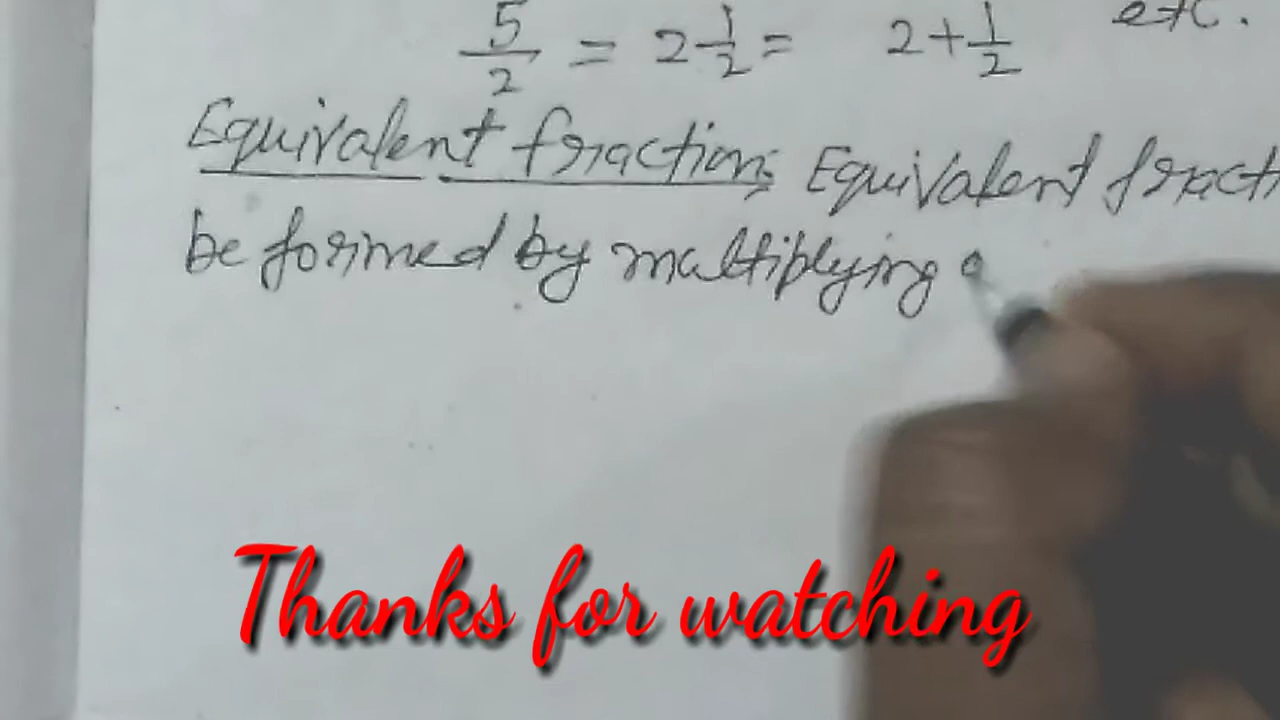 5/2 = 2 1/2 = 2+1/2 etc.
Equivalent fraction: Equivalent fracti
be formed by multiplying a
Thanks for watching